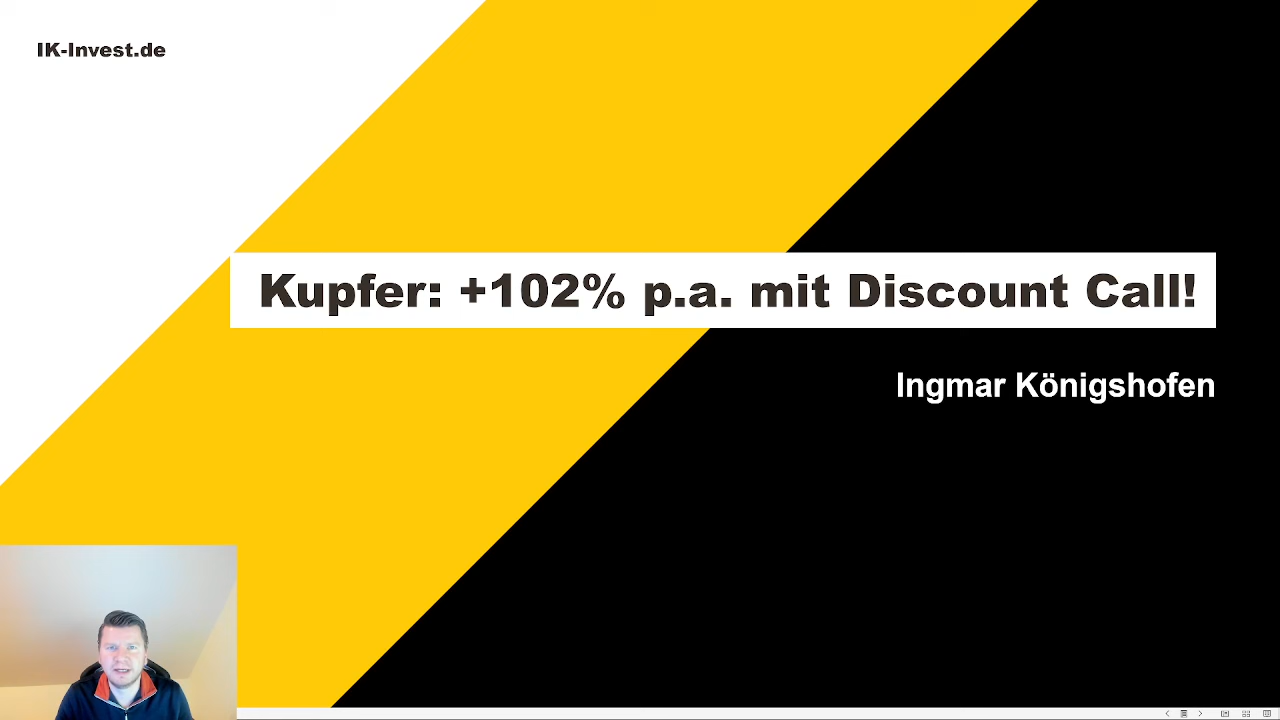 IK-Invest.de
Kupfer: +102% p.a. mit Discount Call!
Ingmar Königshofen